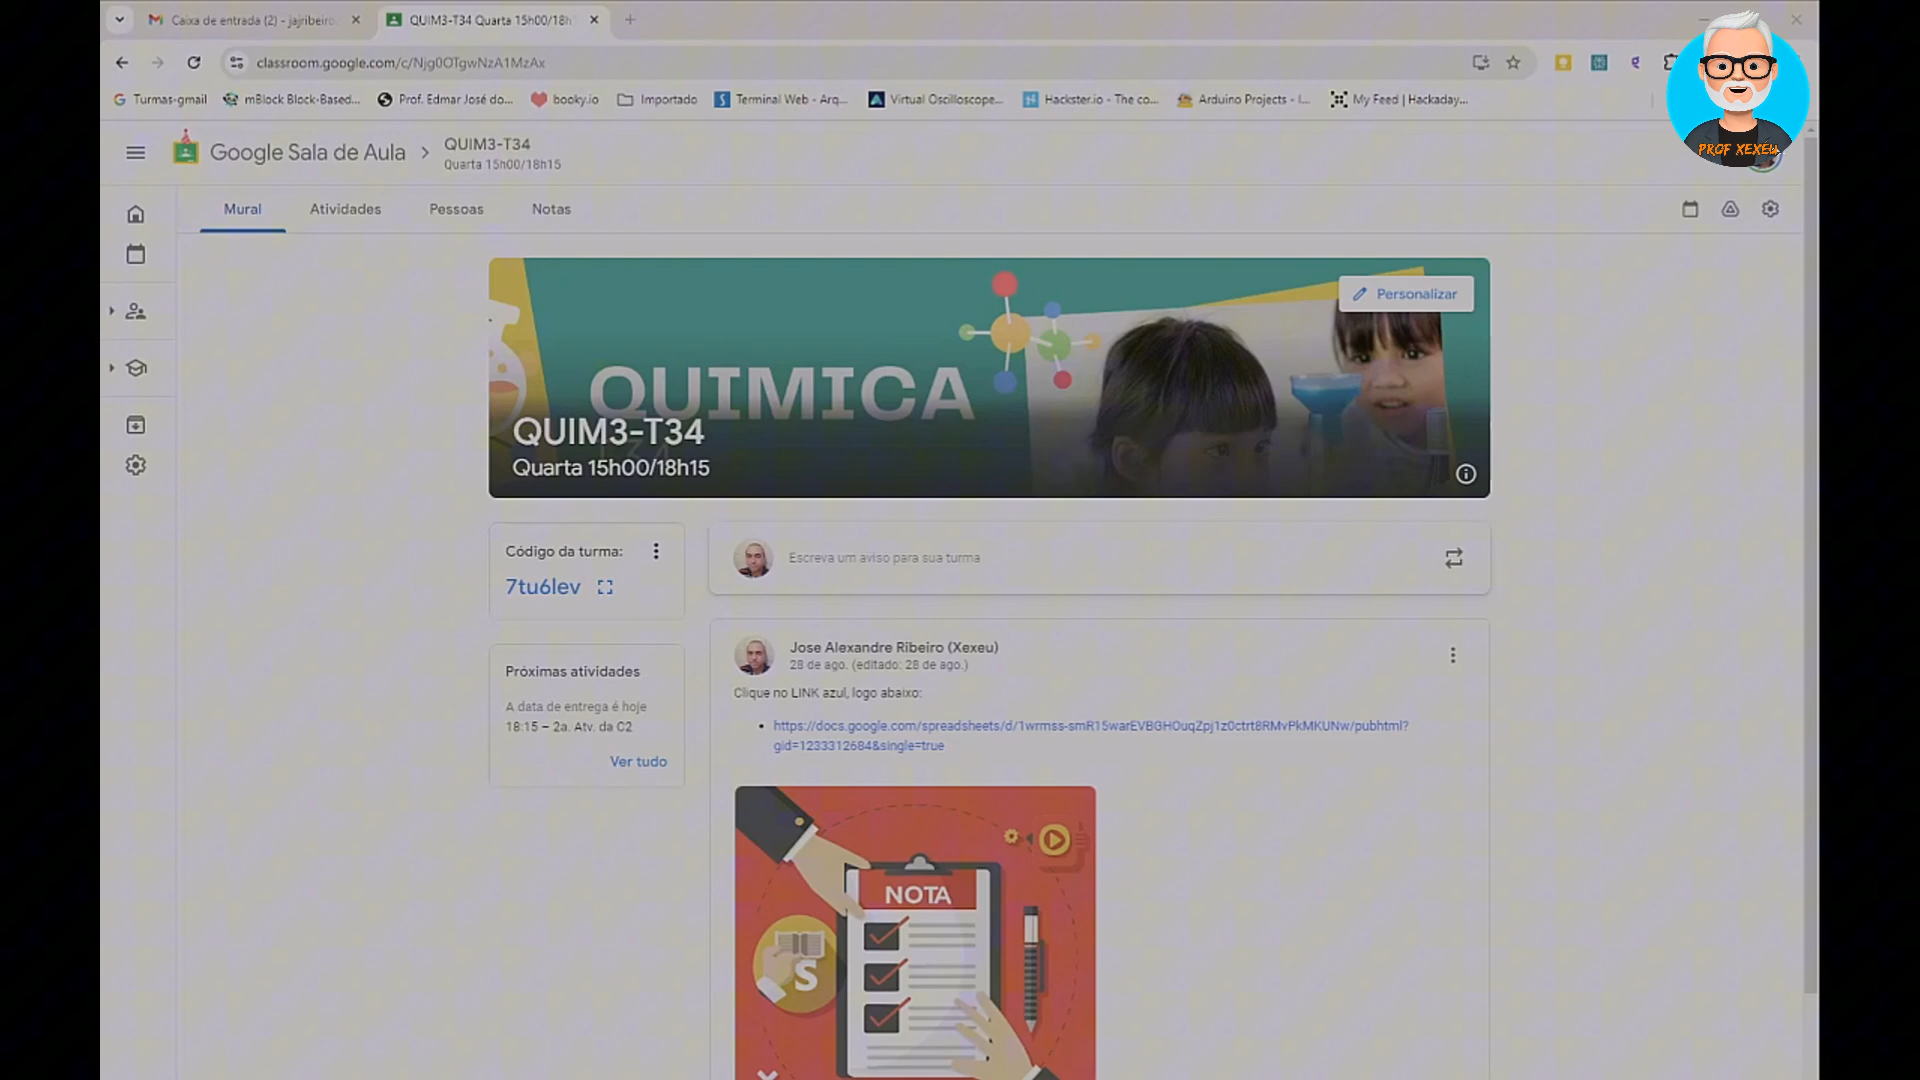 Caixa de entrada (2) - jajribeiro
QUIM3-T34 Quarta 15h00/18h
classroom.google.com/c/Njg0OTgwNzA1MzAx
Turmas-gmail
mBlock Block-Based...
Prof. Edmar José do...
booky.io
Importado
Terminal Web - Arq...
Virtual Oscilloscope...
Hackster.io - The co...
Arduino Projects - I...
My Feed | Hackaday...
PROF XEXEU
Google Sala de Aula
QUIM3-T34
Quarta 15h00/18h15
Mural
Atividades
Pessoas
Notas
Personalizar
QUIMICA
QUIM3-T34
Quarta 15h00/18h15
Código da turma:
7tu6lev
Escreva um aviso para sua turma
Próximas atividades
A data de entrega é hoje
18:15 – 2a. Atv. da C2
Ver tudo
Jose Alexandre Ribeiro (Xexeu)
28 de ago. (editado: 28 de ago.)
Clique no LINK azul, logo abaixo:
https://docs.google.com/spreadsheets/d/1wrmss-smR15warEVBGHOuqZpj1z0ctrt8RMvPkMKUNw/pubhtml?
gid=1233312684&single=true
NOTA
S